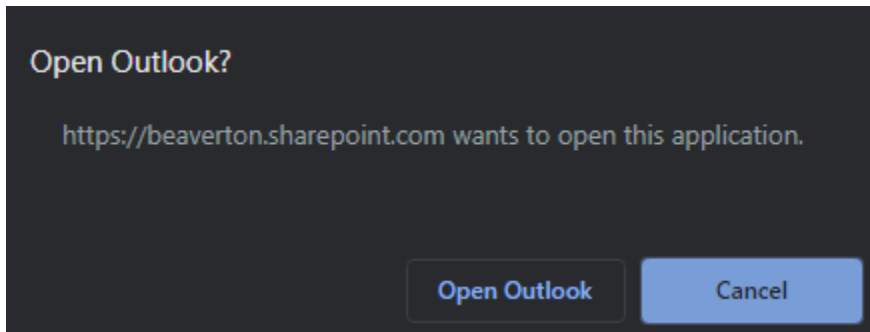 Open Outlook?
https://beaverton.sharepoint.com wants to open this application.
Open Outlook
Cancel